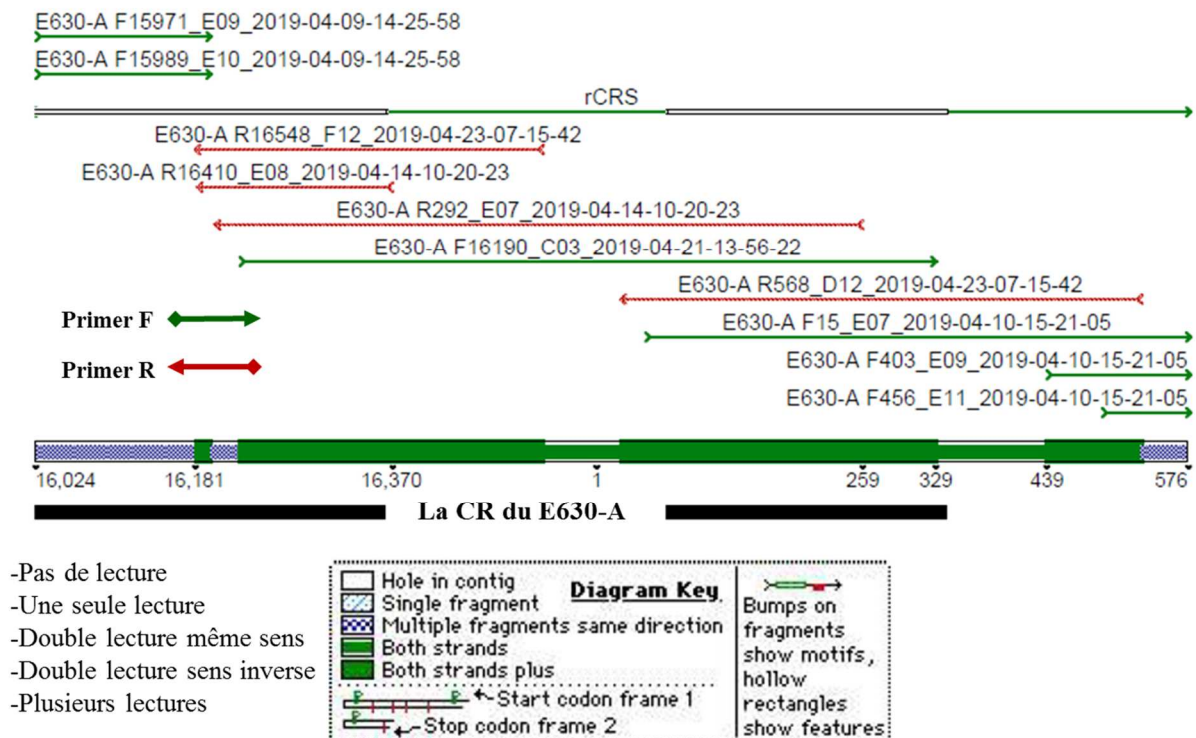 E630-A F15971_E09_2019-04-09-14-25-58
E630-A F15989_E10_2019-04-09-14-25-58
rCRS
E630-A R16548_F12_2019-04-23-07-15-42
E630-A R16410_E08_2019-04-14-10-20-23
E630-A R292_E07_2019-04-14-10-20-23
E630-A F16190_C03_2019-04-21-13-56-22
E630-A R568_D12_2019-04-23-07-15-42
Primer F
E630-A F15_E07_2019-04-10-15-21-05
Primer R
E630-A F403_E09_2019-04-10-15-21-05
E630-A F456_E11_2019-04-10-15-21-05
16,024 16,181 16,370 1 259 329 439 576
La CR du E630-A
-Pas de lecture
-Une seule lecture
-Double lecture même sens
-Double lecture sens inverse
-Plusieurs lectures
Diagram Key
Hole in contig
Single fragment
Multiple fragments same direction
Both strands
Both strands plus
Start codon frame 1
Stop codon frame 2
Bumps on
fragments
show motifs,
hollow
rectangles
show features